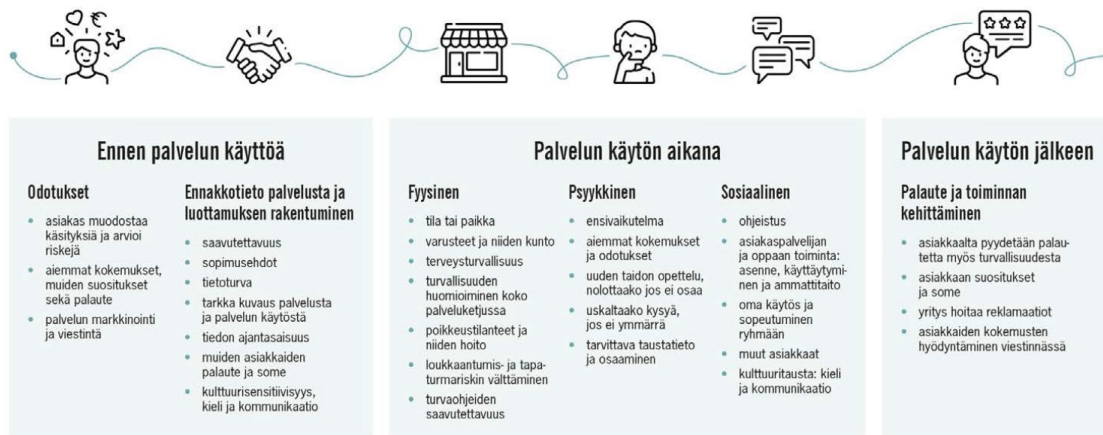 Ennen palvelun käyttöä
Odotukset
• asiakas muodostaa
käsityksiä ja arvioi
riskejä
• aiemmat kokemukset,
muiden suositukset
sekä palaute
• palvelun markkinointi
ja viestintä
Ennakkotieto palvelusta ja
luottamuksen rakentuminen
• saavutettavuus
• sopimusehdot
• tietoturva
• tarkka kuvaus palvelusta
ja palvelun käytöstä
• tiedon ajantasaisuus
• muiden asiakkaiden
palaute ja some
• kulttuurisensitiivisyys,
kieli ja kommunikaatio
Palvelun käytön aikana
Fyysinen
• tila tai paikka
• varusteet ja niiden kunto
• terveysturvallisuus
• turvallisuuden
huomioiminen koko
palveluketjussa
• poikkeustilanteet ja
niiden hoito
• loukkaantumis- ja tapa-
turmariskin välttäminen
• turvaohjeiden
saavutettavuus
Psyykkinen
• ensivaikutelma
• aiemmat kokemukset
ja odotukset
• uuden taidon opettelu,
nolottaako jos ei osaa
• uskaltaako kysyä,
jos ei ymmärrä
• tarvittava taustatieto
ja osaaminen
Sosiaalinen
• ohjeistus
• asiakaspalvelijan
ja oppaan toiminta:
asenne, käyttäytymi-
nen ja ammattitaito
• oma käytös ja
sopeutuminen
ryhmään
• muut asiakkaat
• kulttuuritausta: kieli
ja kommunikaatio
Palvelun käytön jälkeen
Palaute ja toiminnan
kehittäminen
• asiakkaalta pyydetään palau-
tetta myös turvallisuudesta
• asiakkaan suositukset
ja some
• yritys hoitaa reklamaatiot
• asiakkaiden kokemusten
hyödyntäminen viestinnässä